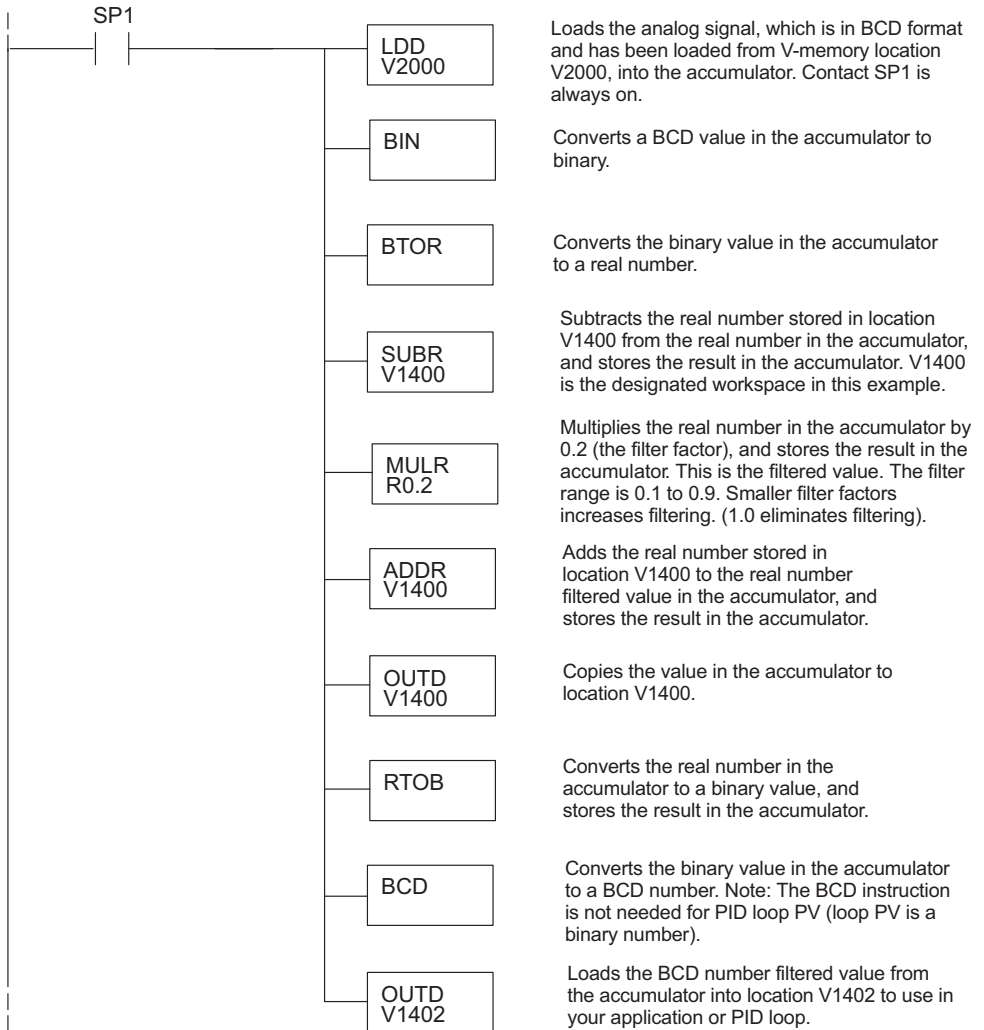 SP1
LDD
V2000
Loads the analog signal, which is in BCD format
and has been loaded from V-memory location
V2000, into the accumulator. Contact SP1 is
always on.
BIN
Converts a BCD value in the accumulator to
binary.
BTOR
Converts the binary value in the accumulator
to a real number.
SUBR
V1400
Subtracts the real number stored in location
V1400 from the real number in the accumulator,
and stores the result in the accumulator. V1400
is the designated workspace in this example.
MULR
R0.2
Multiplies the real number in the accumulator by
0.2 (the filter factor), and stores the result in the
accumulator. This is the filtered value. The filter
range is 0.1 to 0.9. Smaller filter factors
increases filtering. (1.0 eliminates filtering).
ADDR
V1400
Adds the real number stored in
location V1400 to the real number
filtered value in the accumulator, and
stores the result in the accumulator.
OUTD
V1400
Copies the value in the accumulator to
location V1400.
RTOB
Converts the real number in the
accumulator to a binary value, and
stores the result in the accumulator.
BCD
Converts the binary value in the accumulator
to a BCD number. Note: The BCD instruction
is not needed for PID loop PV (loop PV is a
binary number).
OUTD
V1402
Loads the BCD number filtered value from
the accumulator into location V1402 to use in
your application or PID loop.